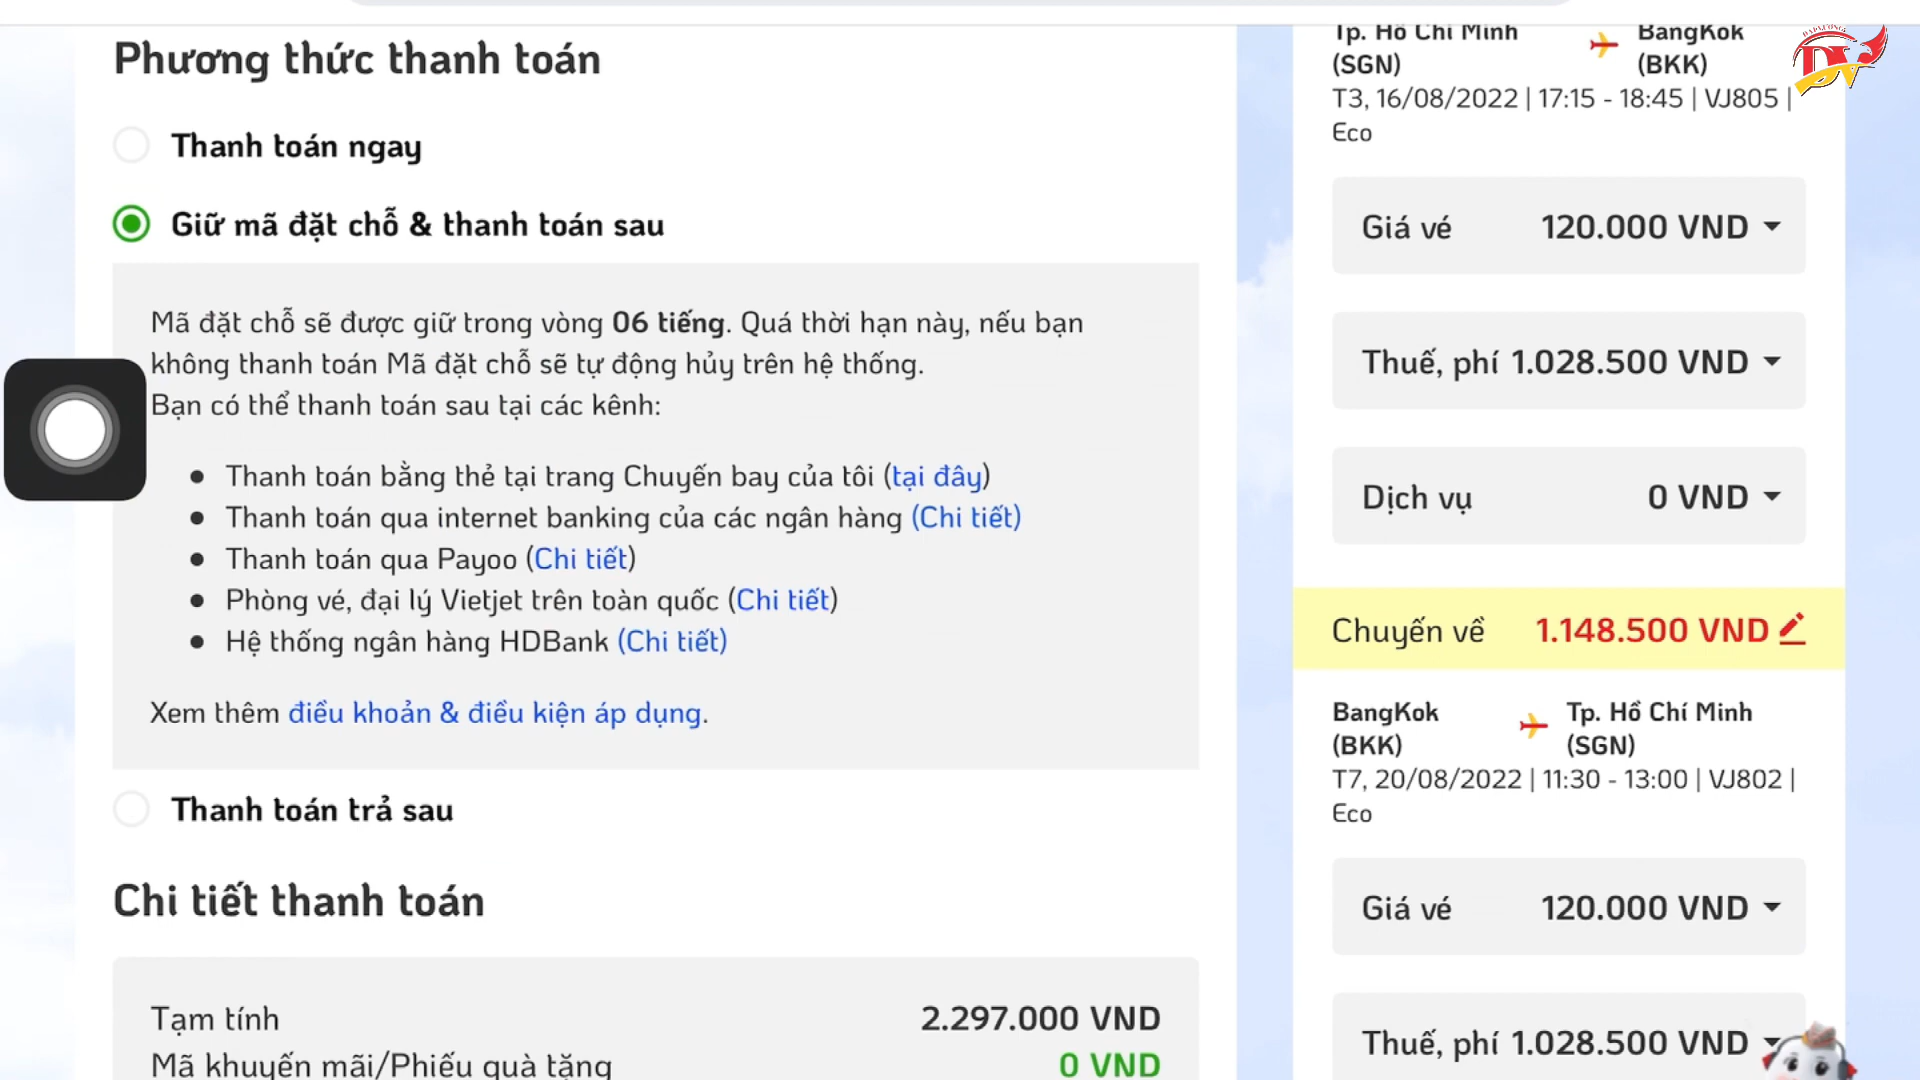 Phương thức thanh toán
Thanh toán ngay
Giữ mã đặt chỗ & thanh toán sau
Mã đặt chỗ sẽ được giữ trong vòng 06 tiếng. Quá thời hạn này, nếu bạn
không thanh toán Mã đặt chỗ sẽ tự động hủy trên hệ thống.
Bạn có thể thanh toán sau tại các kênh:
Thanh toán bằng thẻ tại trang Chuyến bay của tôi (tại đây)
Thanh toán qua internet banking của các ngân hàng (Chi tiết)
Thanh toán qua Payoo (Chi tiết)
Phòng vé, đại lý Vietjet trên toàn quốc (Chi tiết)
Hệ thống ngân hàng HDBank (Chi tiết)
Xem thêm điều khoản & điều kiện áp dụng.
Thanh toán trả sau
Chi tiết thanh toán
Tạm tính 2.297.000 VND
Mã khuyến mãi/Phiếu quà tặng 0 VND
Tp. Hồ Chí Minh
(SGN)
BangKok
(BKK)
T3, 16/08/2022 | 17:15 - 18:45 | VJ805 |
Eco
Giá vé 120.000 VND
Thuế, phí 1.028.500 VND
Dịch vụ 0 VND
Chuyến về 1.148.500 VND
BangKok
(BKK)
Tp. Hồ Chí Minh
(SGN)
T7, 20/08/2022 | 11:30 - 13:00 | VJ802 |
Eco
Giá vé 120.000 VND
Thuế, phí 1.028.500 VND